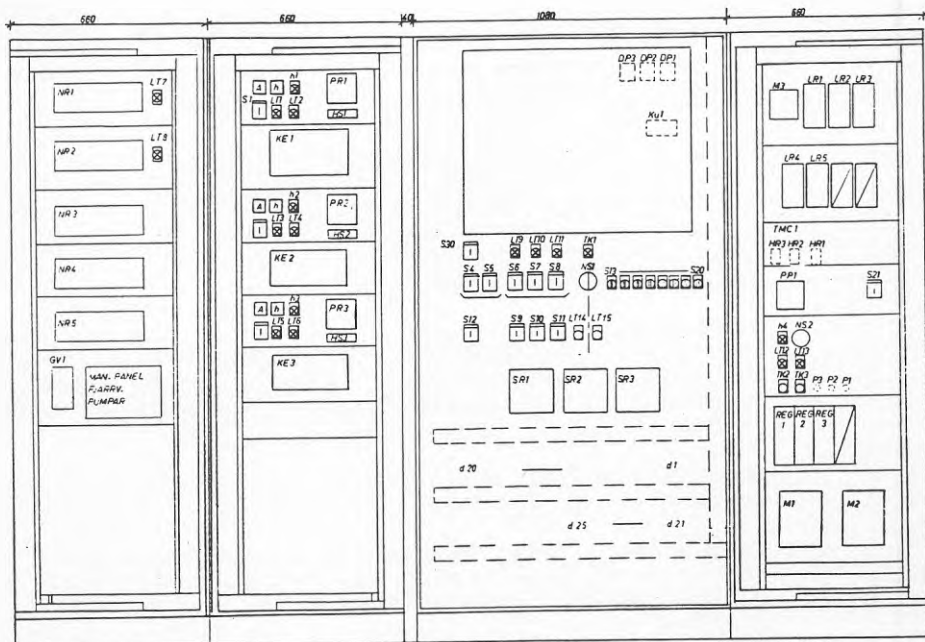 660 660 40 1080 660
NR1 LT7
NR2 LT8
NR3
NR4
NR5
GV1
MAN. PANEL
FJÄRRV.
PUMPAR
h1
S1 A h PR1
LT1 LT2 HS1
KE1
h2
A h PR2
LT3 LT4 HS2
KE2
h3
A h PR3
LT5 LT6 HS3
KE3
DP3 DP2 DP1
Ku1
S30 LT9 LT10 LT11 TK1
S4 S5 S6 S7 S8 NS1 S13 S20
S12 S9 S10 S11 LT14 LT15
SR1 SR2 SR3
d 20 d1
d 25 d 21
M3 LR1 LR2 LR3
LR4 LR5
TMC1
HR3 HR2 HR1
PP1 S21
h4 NS2
LT12 LT13
TK2 TK3 P3 P2 P1
REG REG REG
1 2 3
M1 M2